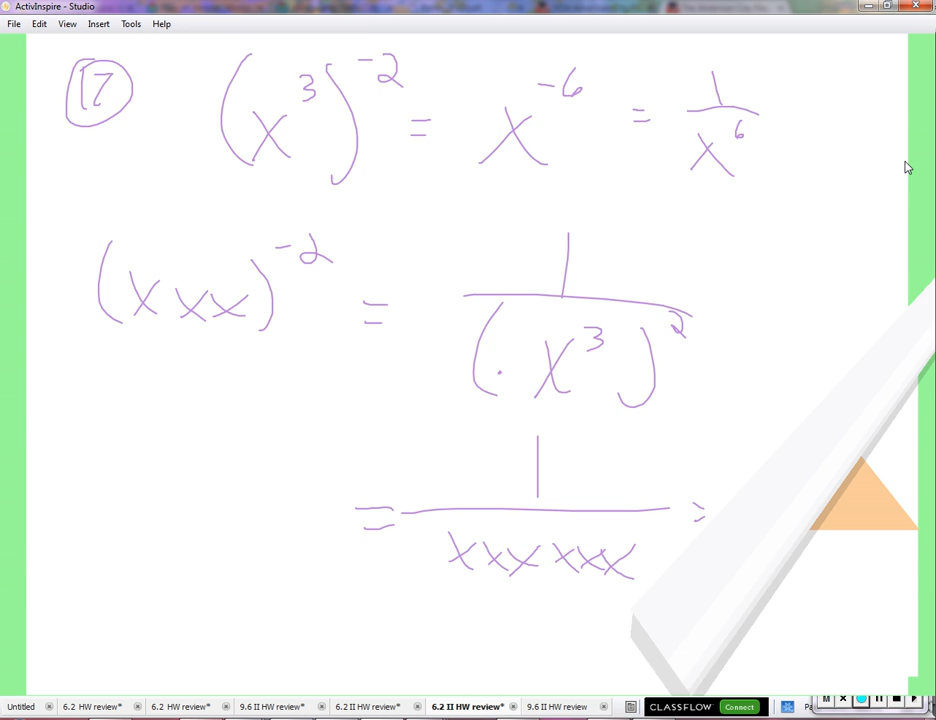 ActivInspire - Studio
File Edit View Insert Tools Help
17 (x³)⁻² = x⁻⁶ = 1/x⁶
(xxx)⁻² = 1/(· x³)²
= 1/xxxxxx =
Untitled 6.2 HW review* 6.2 HW review* 9.6 II HW review* 6.2 II HW review* 6.2 II HW review* 9.6 II HW review CLASSFLOW Connect